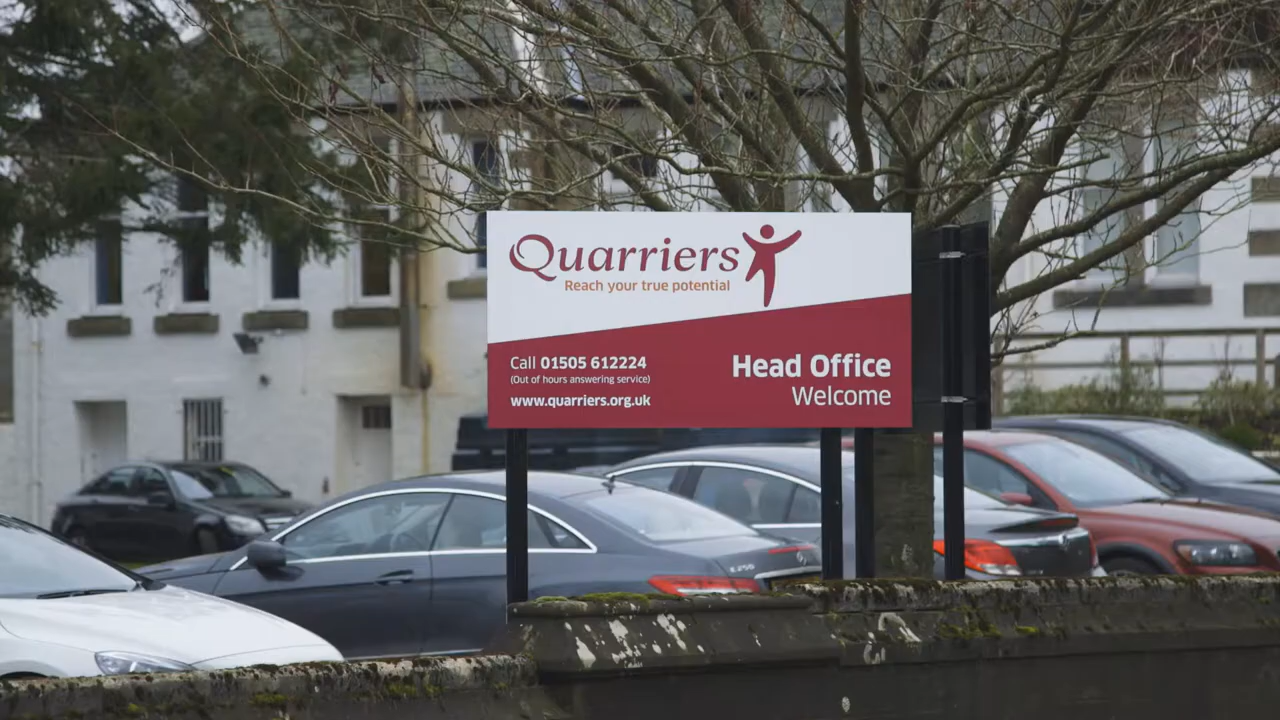 Quarriers
Reach your true potential
Call 01505 612224
(Out of hours answering service)
www.quarriers.org.uk
Head Office
Welcome
E250